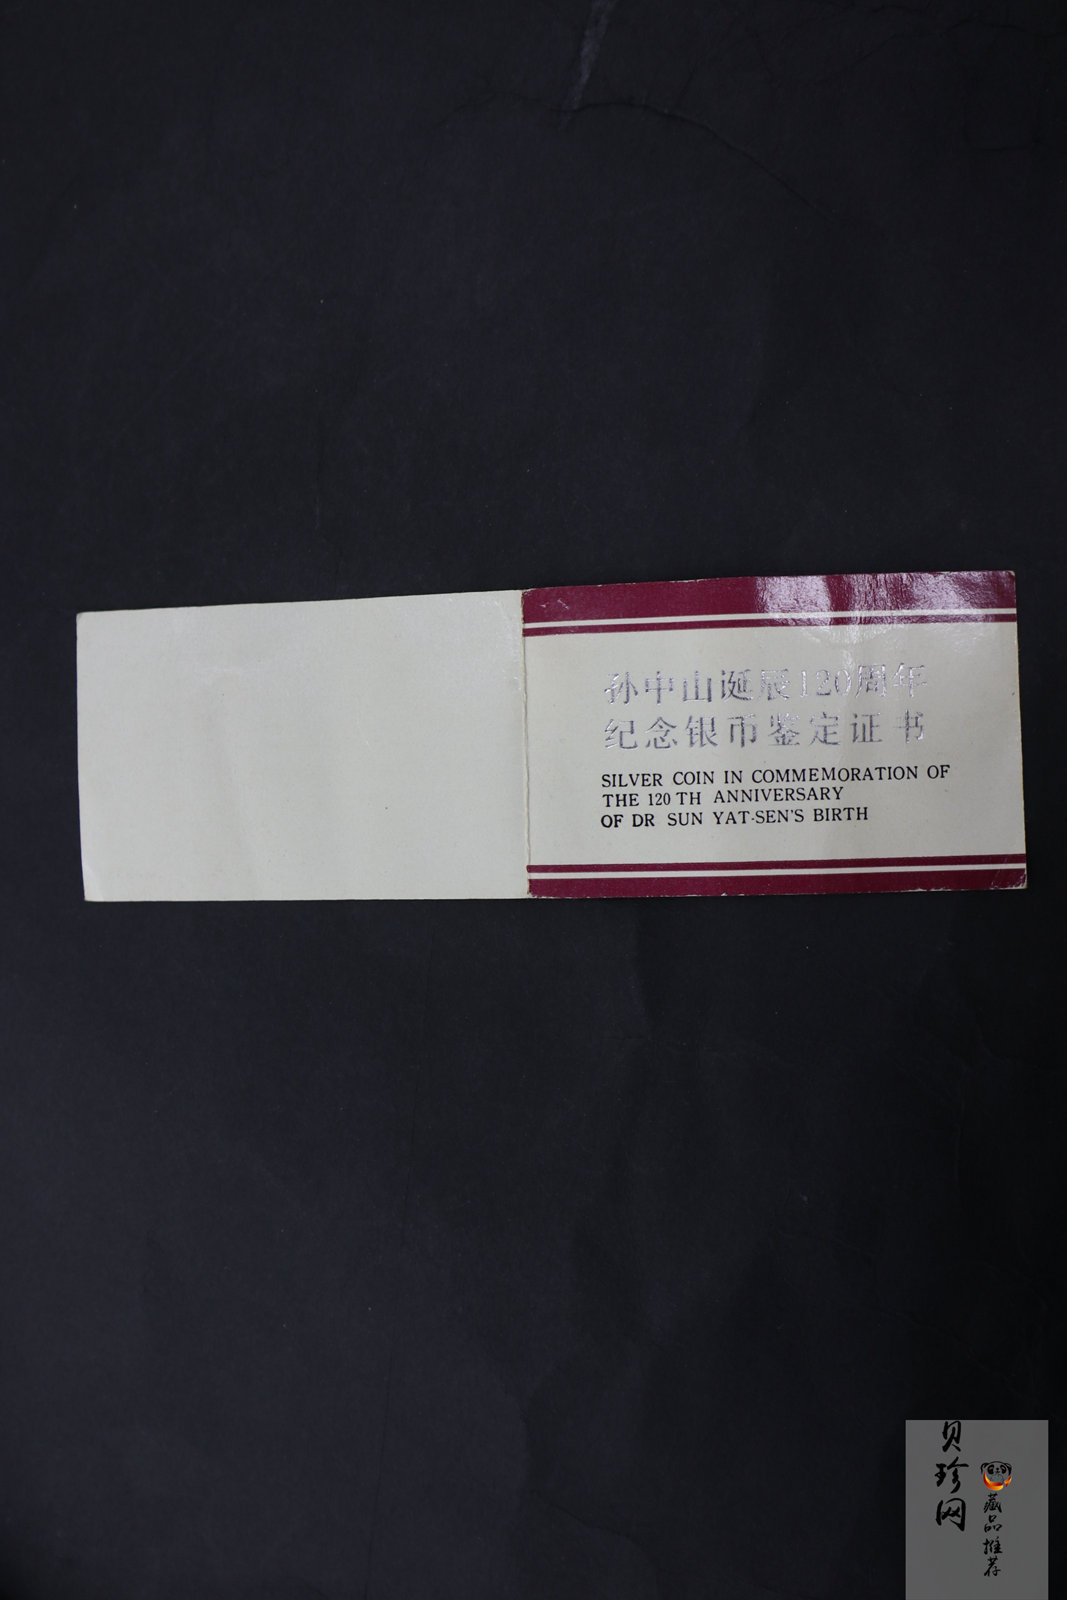 孙中山诞辰120周年
纪念银币鉴定证书
SILVER COIN IN COMMEMORATION OF
THE 120 TH ANNIVERSARY
OF DR SUN YAT-SEN'S BIRTH
贝珍网
藏品推荐